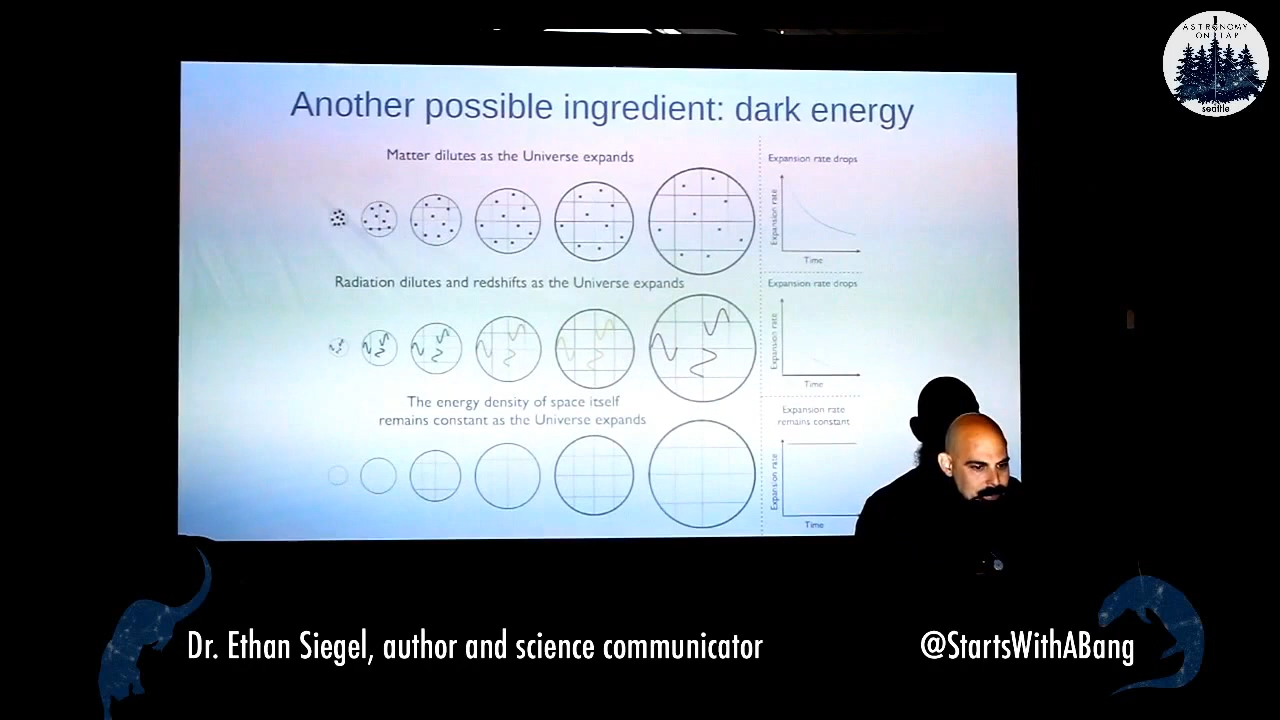 ASTRONOMY
ON TAP
seattle
Another possible ingredient: dark energy
Matter dilutes as the Universe expands
Expansion rate drops
Expansion rate
Time
Radiation dilutes and redshifts as the Universe expands
Expansion rate drops
Expansion rate
Time
The energy density of space itself
remains constant as the Universe expands
Expansion rate
remains constant
Expansion rate
Time
Dr. Ethan Siegel, author and science communicator
@StartsWithABang